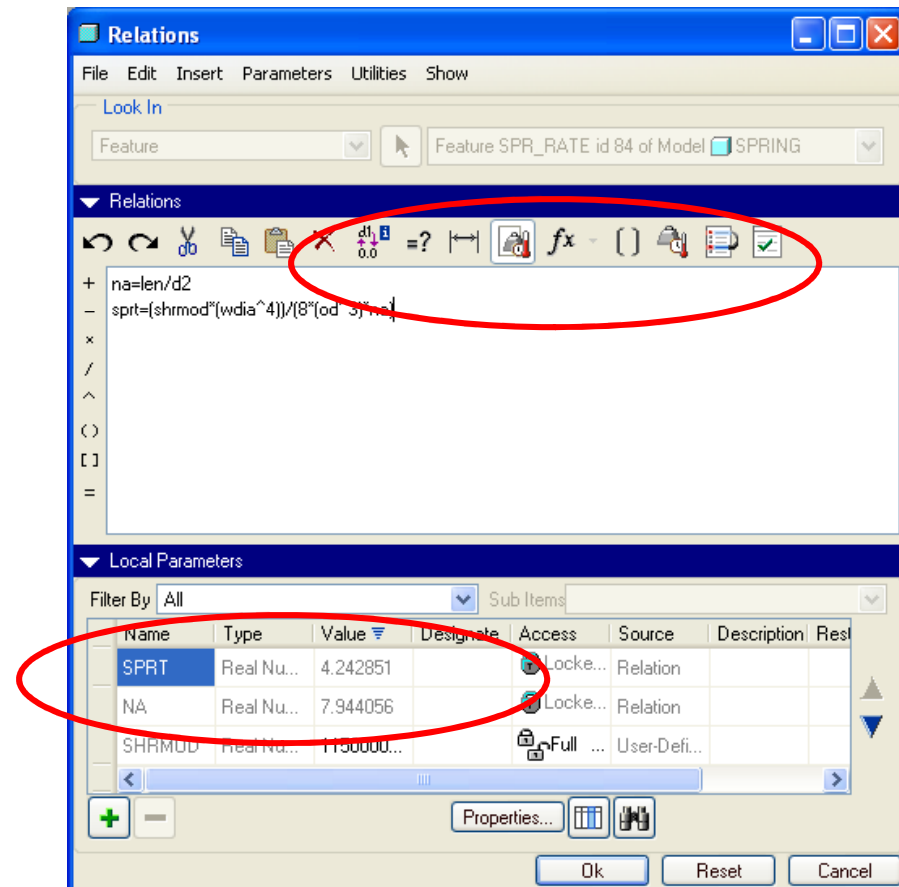 Relations
File Edit Insert Parameters Utilities Show
Look In
Feature
Feature SPR_RATE id 84 of Model SPRING
Relations
=? fx ( )
+ na=len/d2
− sprt=(shrmod*(wdia^4))/(8*(od^3)*na)
×
/
^
( )
[ ]
=
Local Parameters
Filter By All Sub Items
Name Type Value Designate Access Source Description Rest
SPRT Real Nu... 4.242851 Locke... Relation
NA Real Nu... 7.944056 Locke... Relation
SHRMOD Real Nu... 1150000... Full ... User-Defi...
Properties...
Ok Reset Cancel